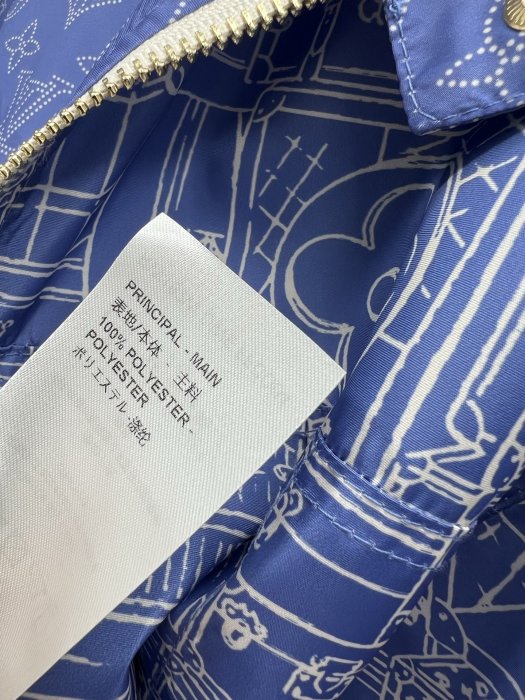 PRINCIPAL - MAIN
表地/本体 - 主料
100% POLYESTER -
POLYESTER
ポリエステル -涤纶